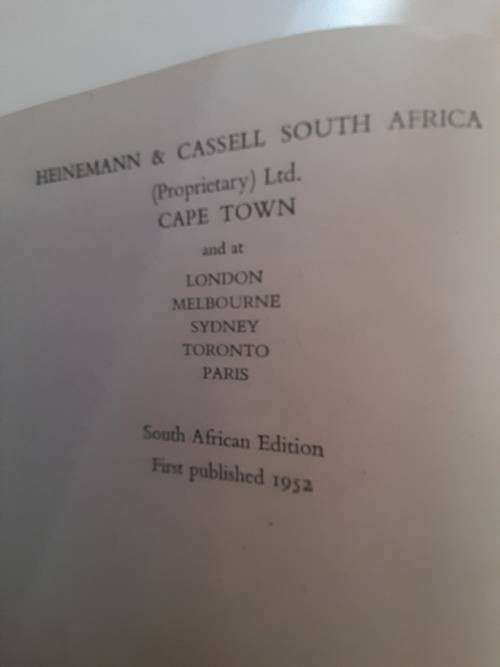 HEINEMANN & CASSELL SOUTH AFRICA
(Proprietary) Ltd.
CAPE TOWN
and at
LONDON
MELBOURNE
SYDNEY
TORONTO
PARIS
South African Edition
First published 1952